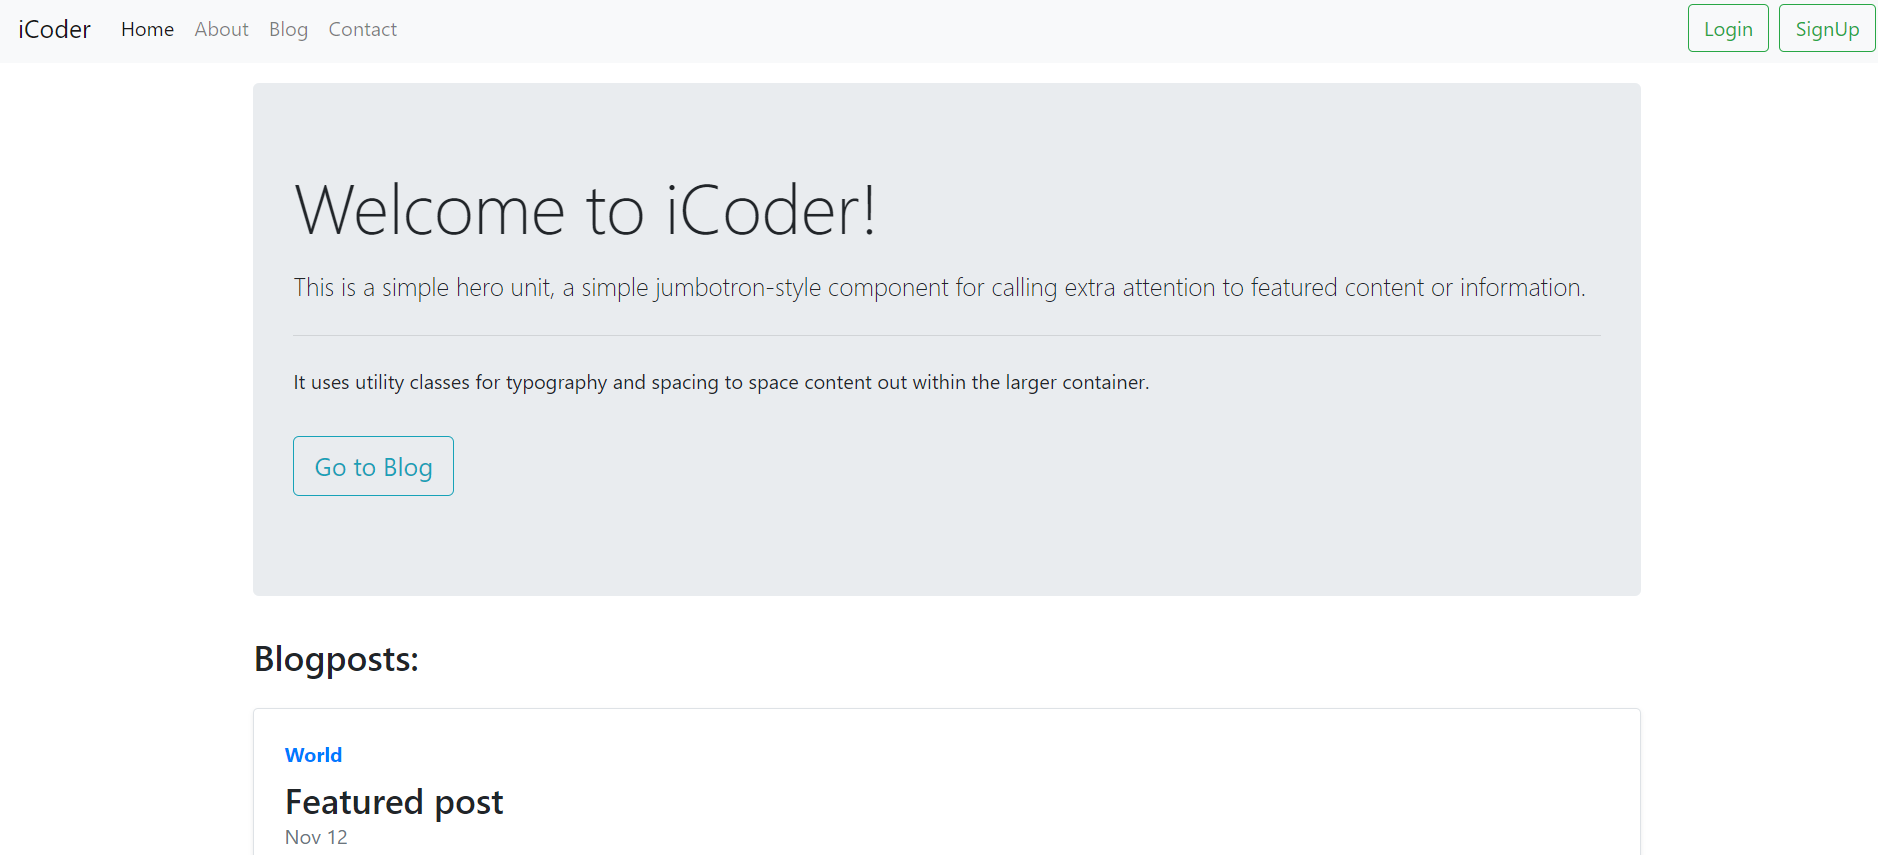 iCoder Home About Blog Contact Login SignUp
Welcome to iCoder!
This is a simple hero unit, a simple jumbotron-style component for calling extra attention to featured content or information.
It uses utility classes for typography and spacing to space content out within the larger container.
Go to Blog
Blogposts:
World
Featured post
Nov 12